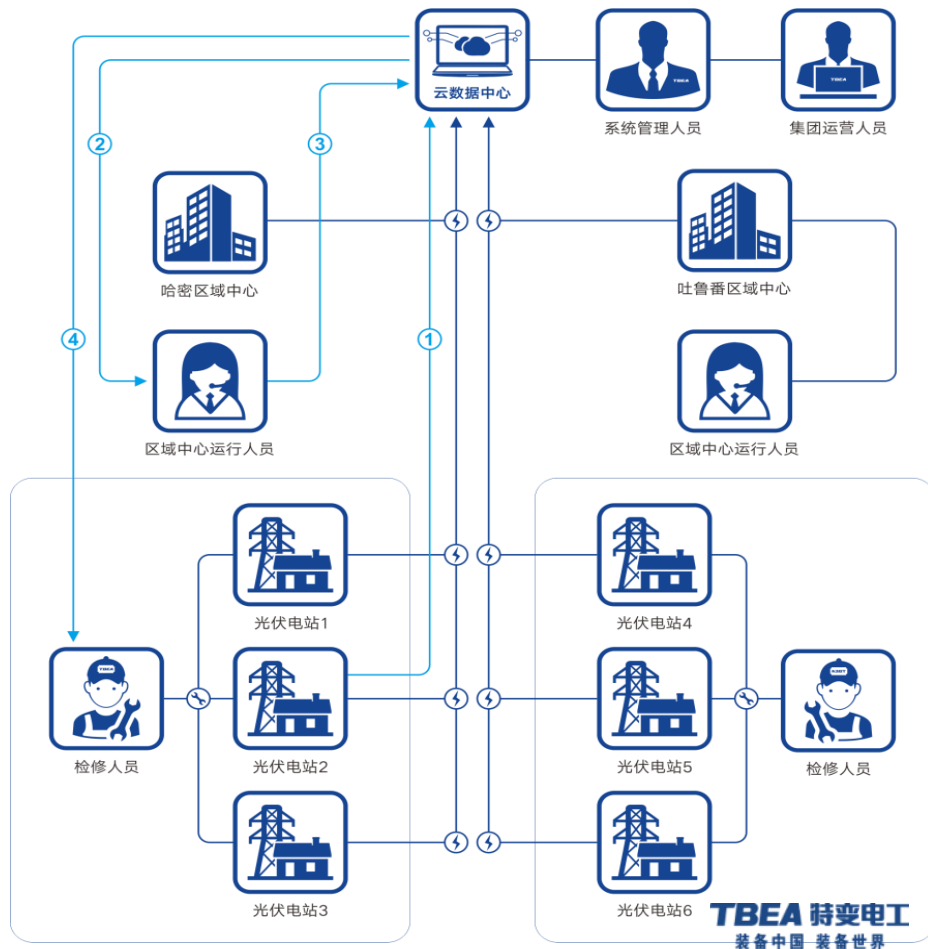 云数据中心
系统管理人员
集团运营人员
TBEA
TBEA
②
③
哈密区域中心
吐鲁番区域中心
④
①
区域中心运行人员
区域中心运行人员
光伏电站1
光伏电站4
TBEA
检修人员
光伏电站2
光伏电站5
检修人员
光伏电站3
光伏电站6
TBEA 特变电工
装备中国 装备世界